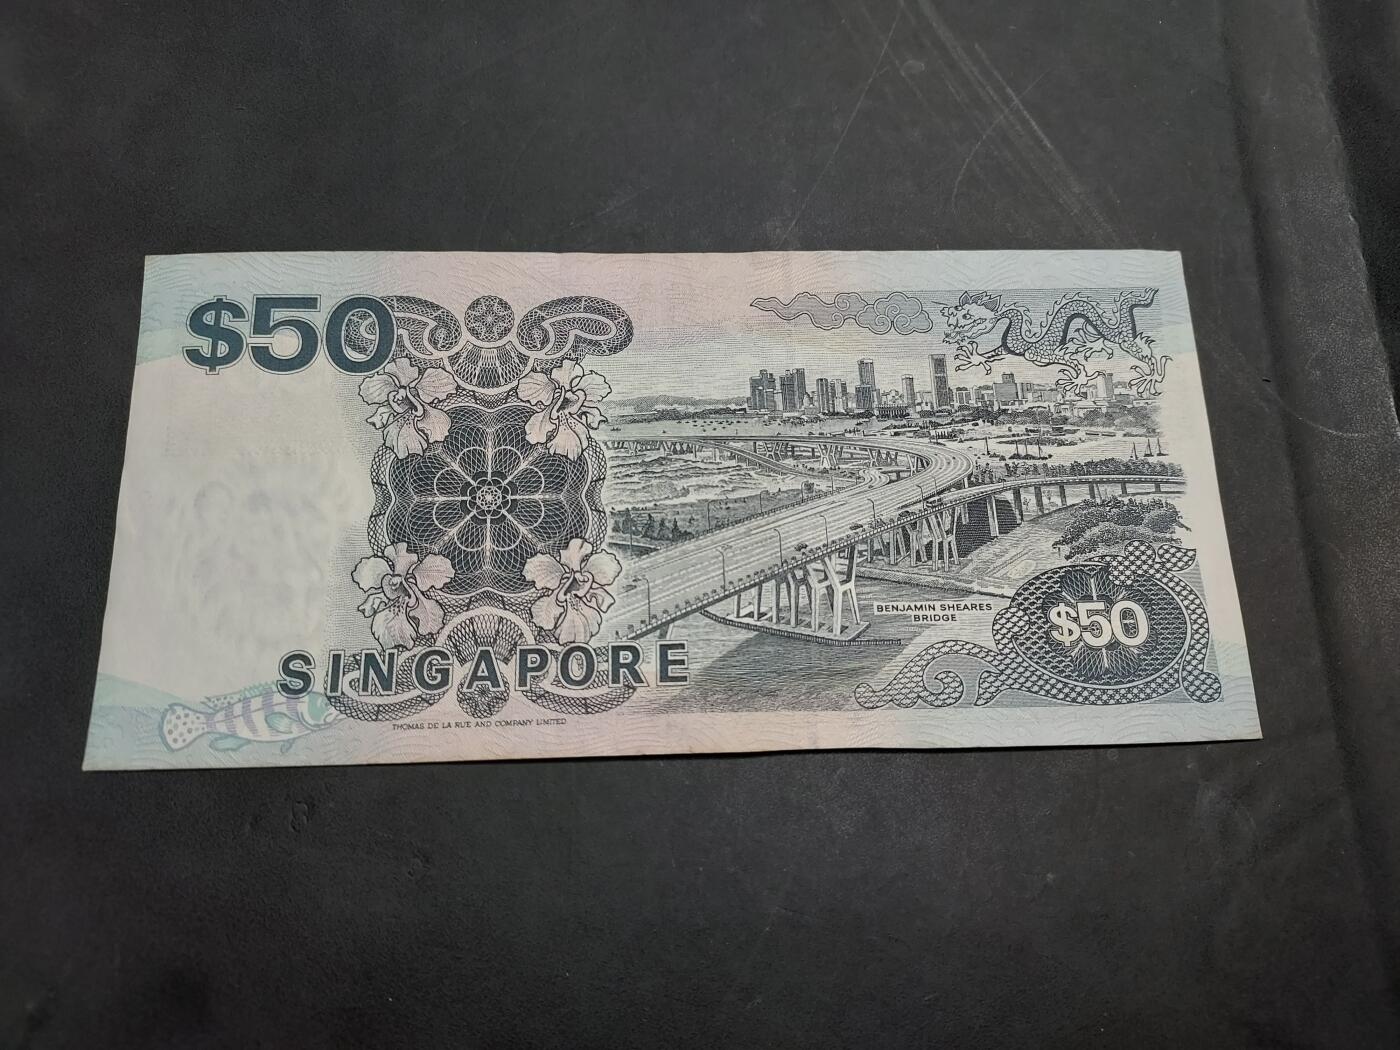 $50
BENJAMIN SHEARES
BRIDGE
$50
SINGAPORE
THOMAS DE LA RUE AND COMPANY LIMITED